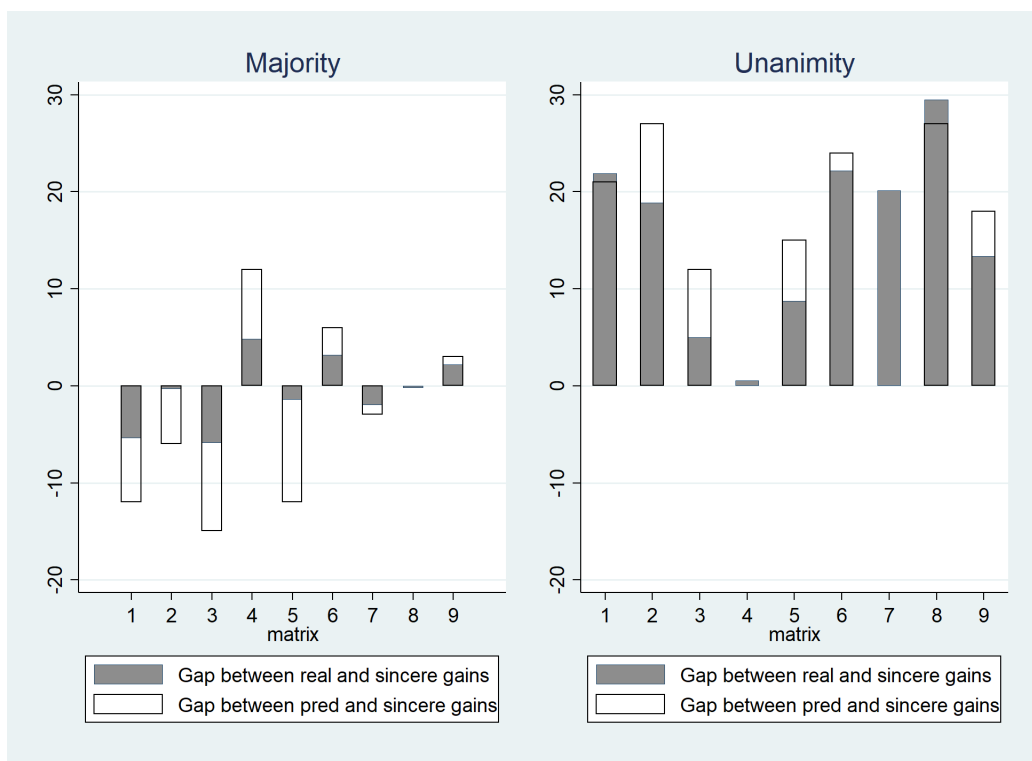 Majority
30
20
10
0
-10
-20
1 2 3 4 5 6 7 8 9
matrix
Gap between real and sincere gains
Gap between pred and sincere gains
Unanimity
30
20
10
0
-10
-20
1 2 3 4 5 6 7 8 9
matrix
Gap between real and sincere gains
Gap between pred and sincere gains